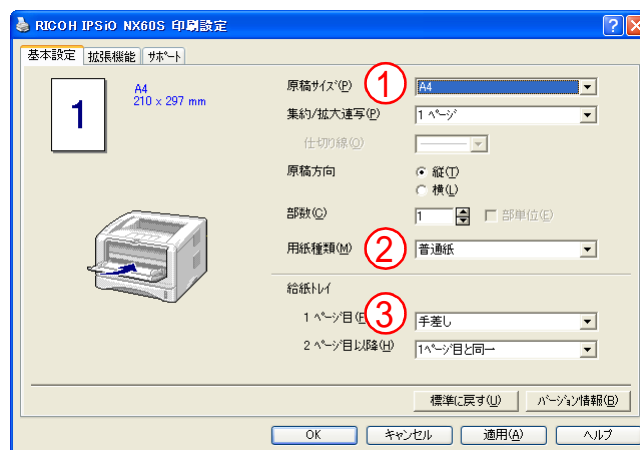 RICOH IPSiO NX60S 印刷設定
基本設定 拡張機能 ｻﾎﾟｰﾄ
1
A4
210 x 297 mm
原稿ｻｲｽﾞ(P) ① A4
集約/拡大連写(P) 1 ﾍﾟｰｼﾞ
仕切り線(O)
原稿方向 縦(T)
横(L)
部数(C) 1 部単位(E)
用紙種類(M) ② 普通紙
給紙ﾄﾚｲ
1 ﾍﾟｰｼﾞ目(F ③ 手差し
2 ﾍﾟｰｼﾞ目以降(H) 1ﾍﾟｰｼﾞ目と同一
標準に戻す(U) ﾊﾞｰｼﾞｮﾝ情報(B)
OK キャンセル 適用(A) ヘルプ